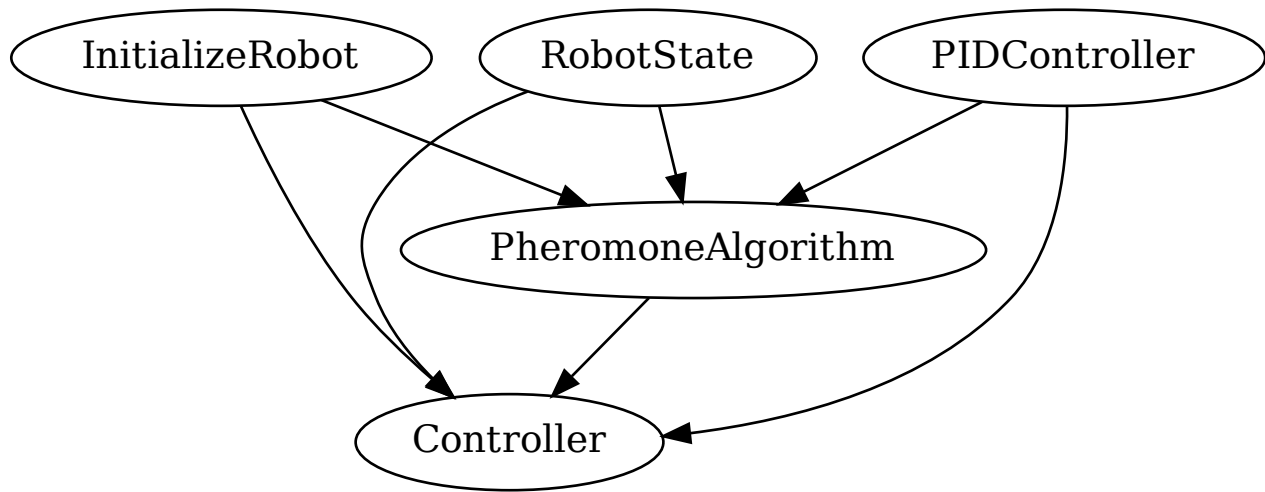 InitializeRobot
RobotState
PIDController
PheromoneAlgorithm
Controller